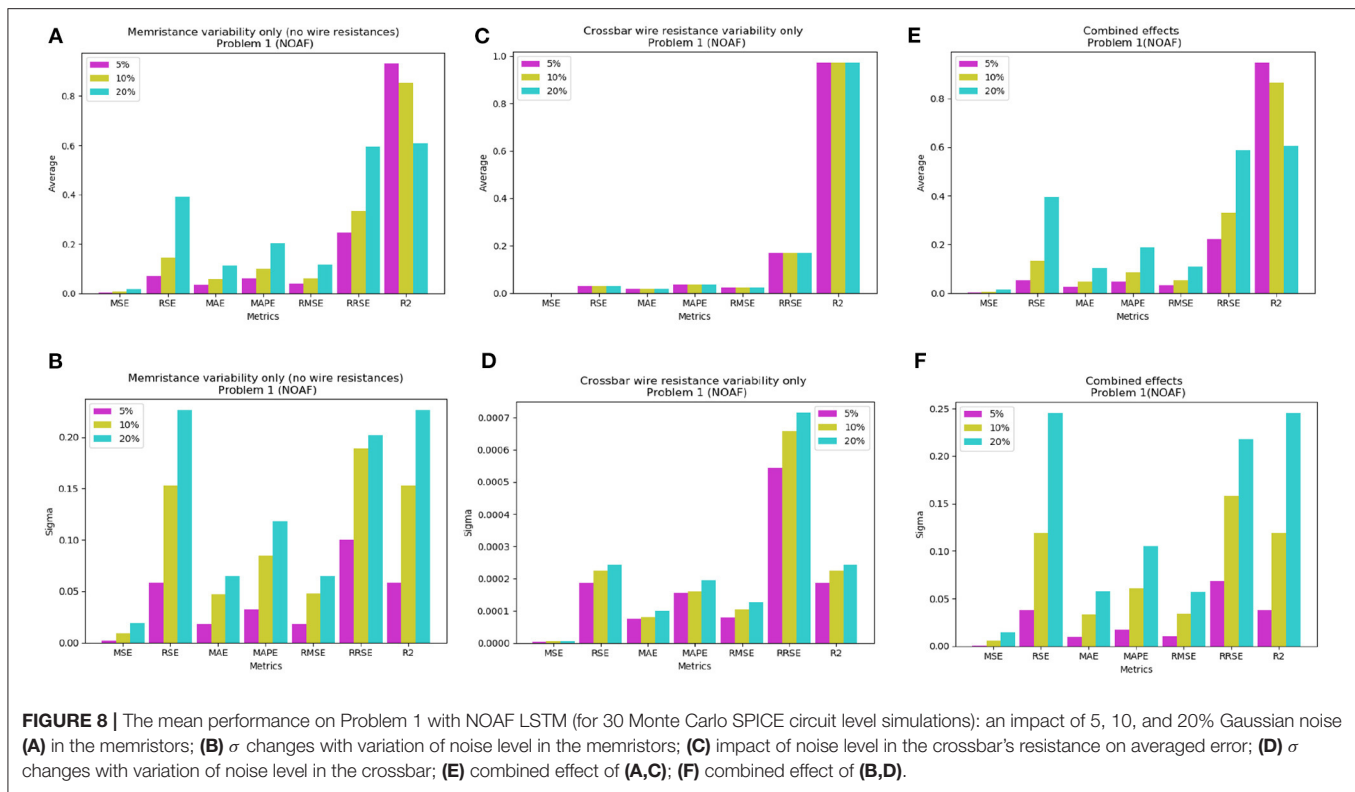 A
Memristance variability only (no wire resistances)
Problem 1 (NOAF)
5%
10%
20%
0.8
0.6
0.4
0.2
0.0
Average
MSE RSE MAE MAPE RMSE RRSE R2
Metrics
C
Crossbar wire resistance variability only
Problem 1 (NOAF)
5%
10%
20%
1.0
0.8
0.6
0.4
0.2
0.0
Average
MSE RSE MAE MAPE RMSE RRSE R2
Metrics
E
Combined effects
Problem 1(NOAF)
5%
10%
20%
0.8
0.6
0.4
0.2
0.0
Average
MSE RSE MAE MAPE RMSE RRSE R2
Metrics
B
Memristance variability only (no wire resistances)
Problem 1 (NOAF)
5%
10%
20%
0.20
0.15
0.10
0.05
0.00
Sigma
MSE RSE MAE MAPE RMSE RRSE R2
Metrics
D
Crossbar wire resistance variability only
Problem 1 (NOAF)
5%
10%
20%
0.0007
0.0006
0.0005
0.0004
0.0003
0.0002
0.0001
0.0000
Sigma
MSE RSE MAE MAPE RMSE RRSE R2
Metrics
F
Combined effects
Problem 1(NOAF)
5%
10%
20%
0.25
0.20
0.15
0.10
0.05
0.00
Sigma
MSE RSE MAE MAPE RMSE RRSE R2
Metrics
FIGURE 8 | The mean performance on Problem 1 with NOAF LSTM (for 30 Monte Carlo SPICE circuit level simulations): an impact of 5, 10, and 20% Gaussian noise
(A) in the memristors; (B) σ changes with variation of noise level in the memristors; (C) impact of noise level in the crossbar's resistance on averaged error; (D) σ
changes with variation of noise level in the crossbar; (E) combined effect of (A,C); (F) combined effect of (B,D).